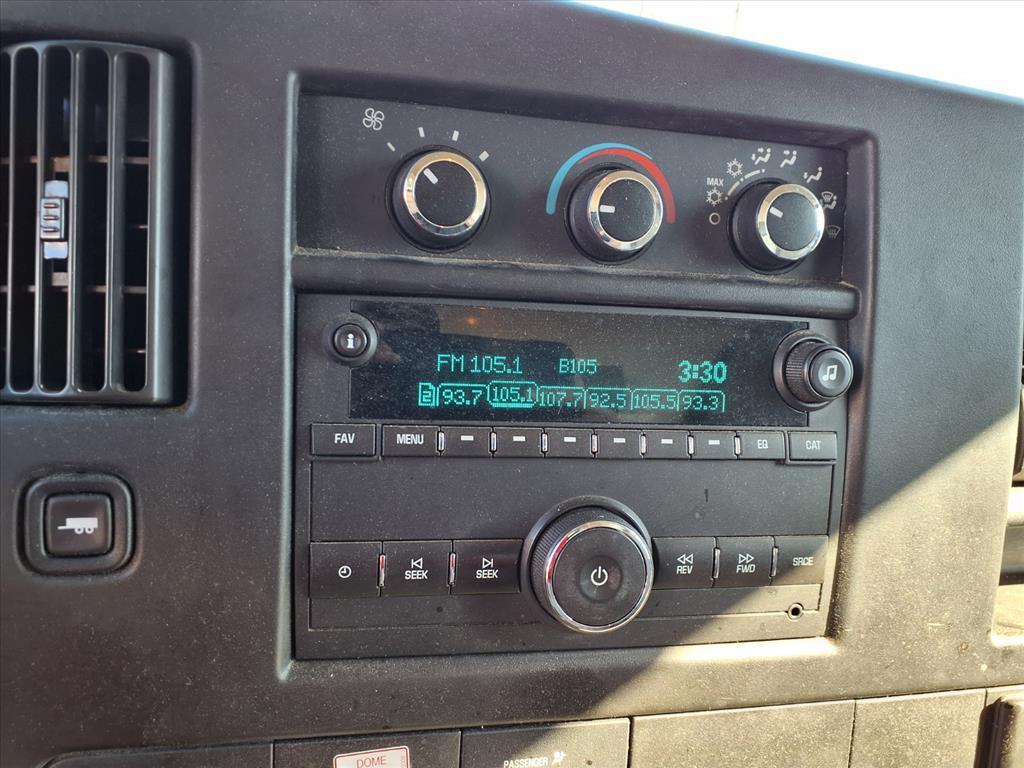 MAX
i
FM 105.1 B105 3:30
2 93.7 105.1 107.7 92.5 105.5 93.3
FAV MENU EQ CAT
SEEK SEEK REV FWD SRCE
DOME
PASSENGER